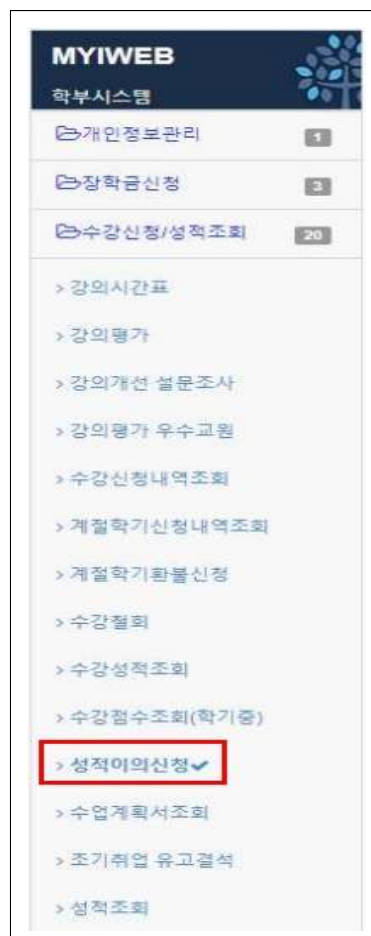 MYIWEB
학부시스템
개인정보관리 1
장학금신청 3
수강신청/성적조회 20
> 강의시간표
> 강의평가
> 강의개선 설문조사
> 강의평가 우수교원
> 수강신청내역조회
> 계절학기신청내역조회
> 계절학기환불신청
> 수강철회
> 수강성적조회
> 수강점수조회(학기중)
> 성적이의신청✔
> 수업계획서조회
> 조기취업 유고결석
> 성적조회